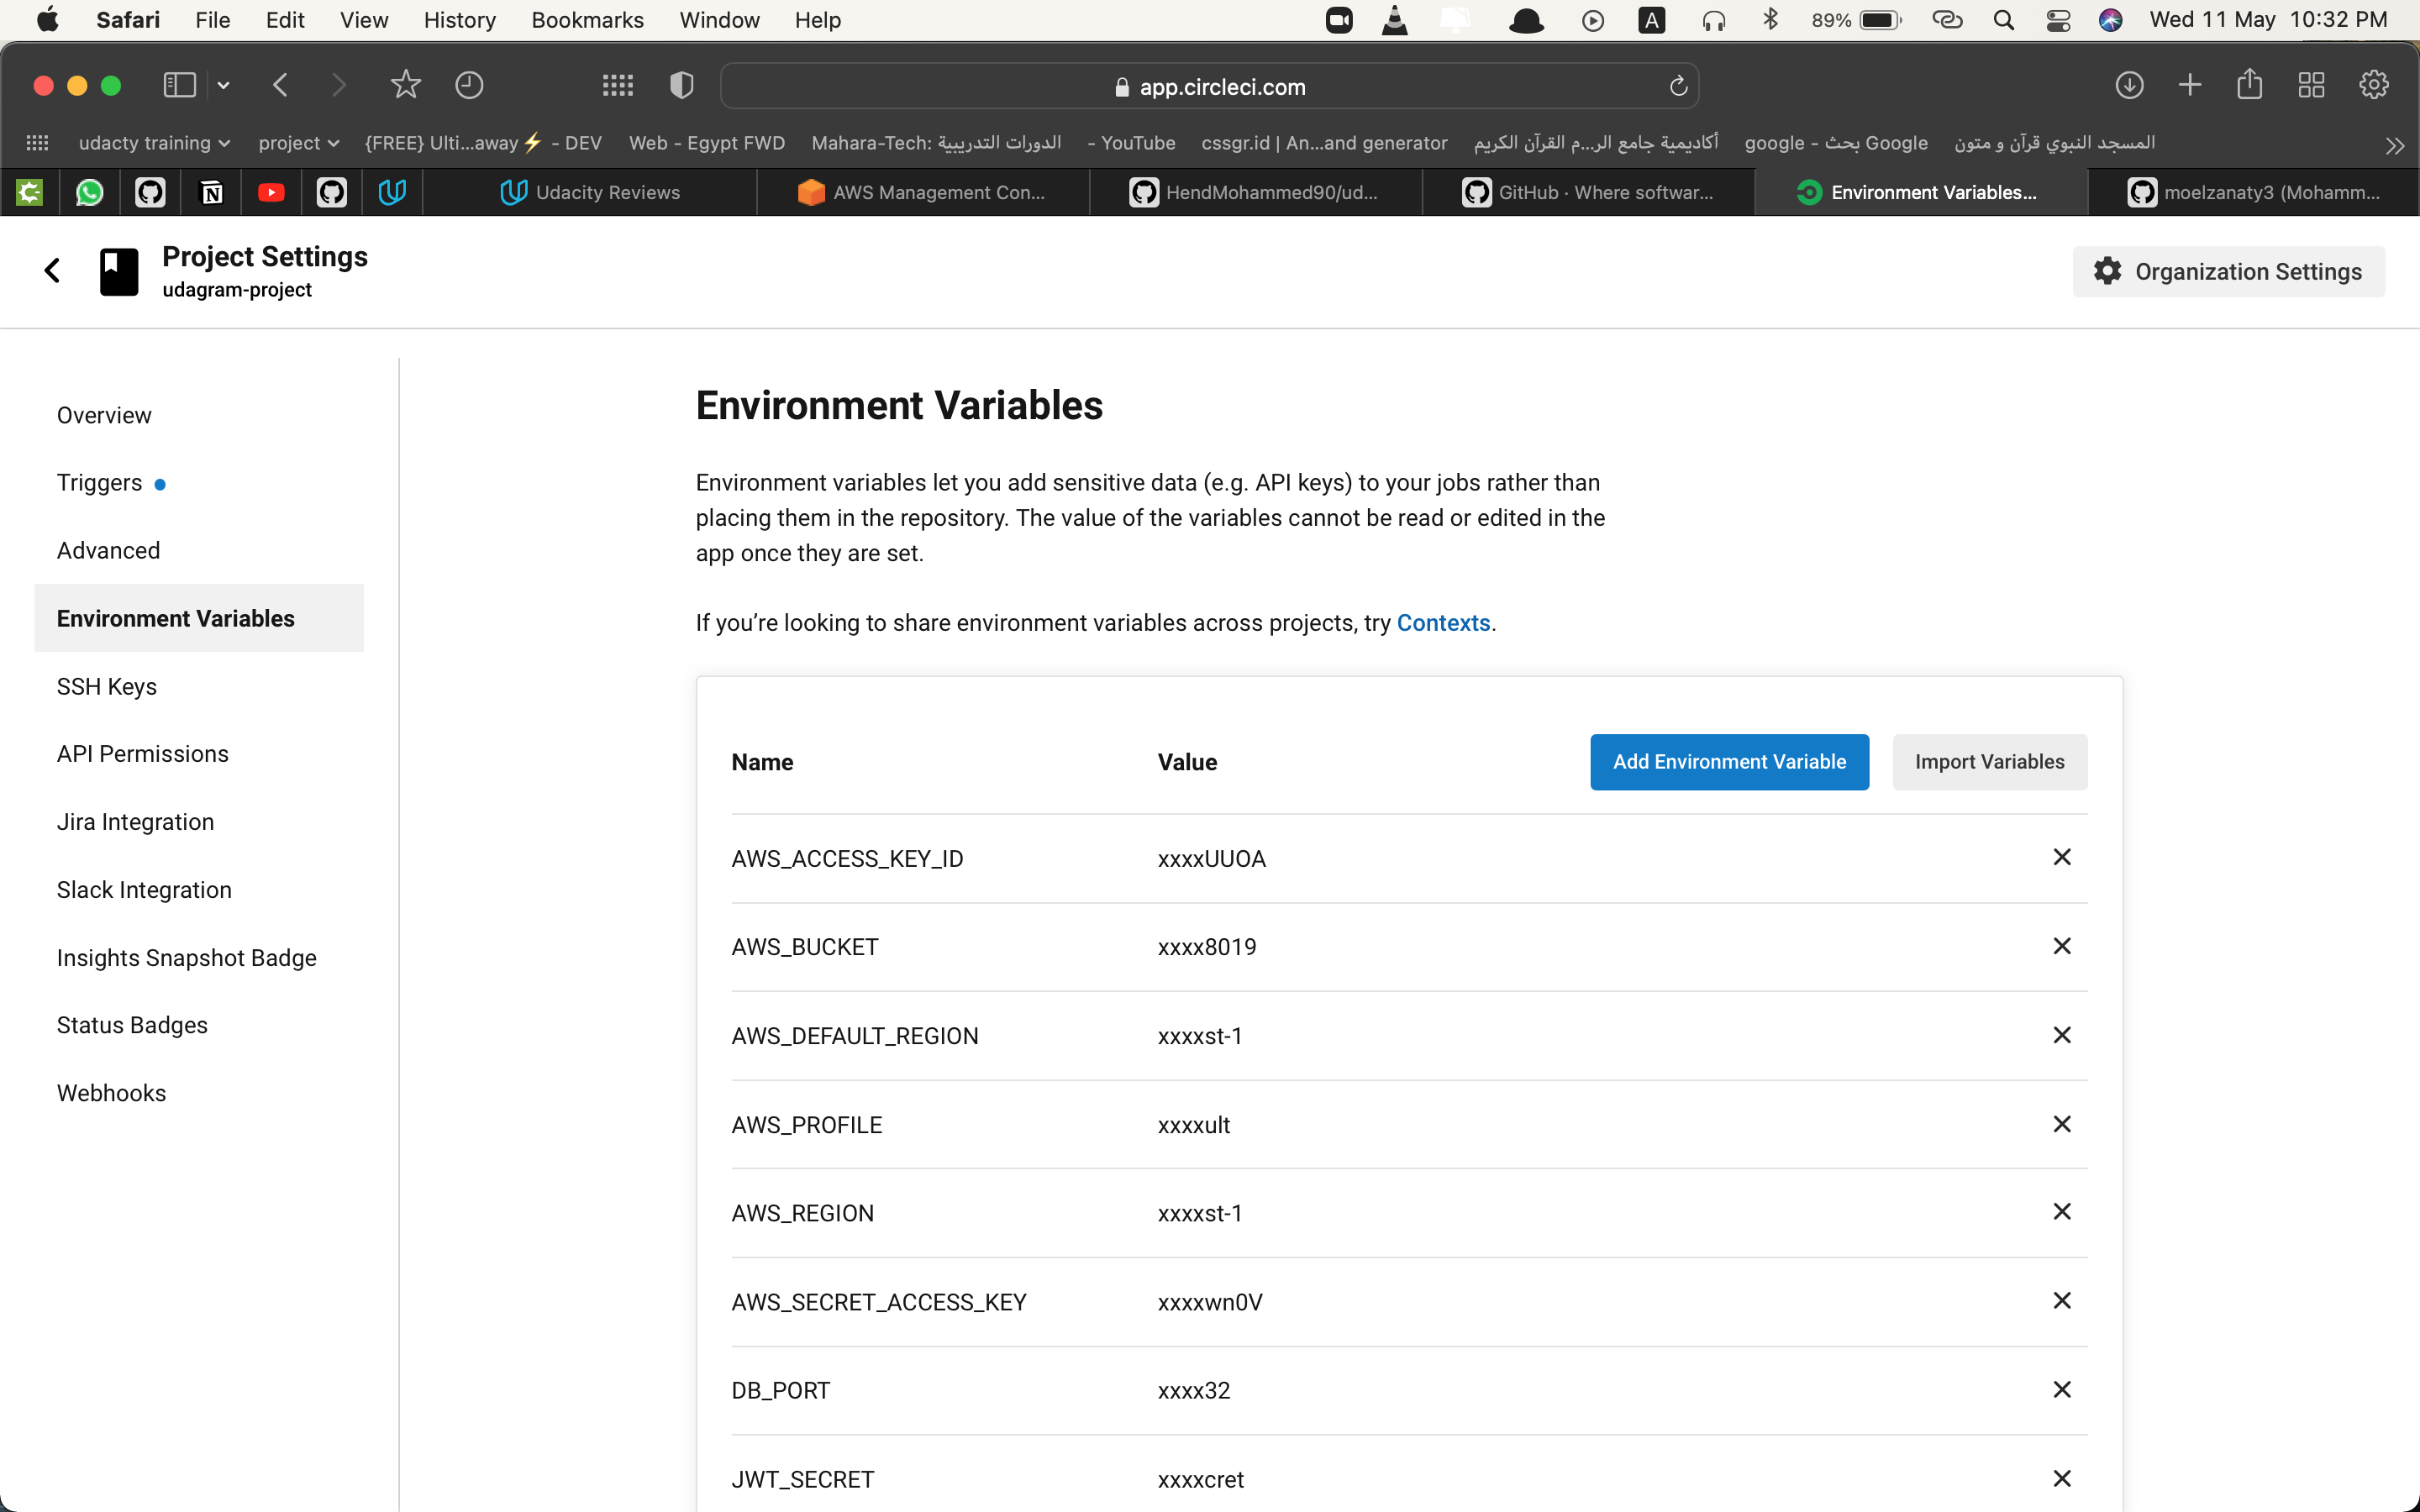 Safari File Edit View History Bookmarks Window Help A 89% Wed 11 May 10:32 PM
app.circleci.com
udacty training project {FREE} Ulti...away⚡ - DEV Web - Egypt FWD Mahara-Tech: الدورات التدريبية - YouTube cssgr.id | An...and generator أكاديمية جامع الر...م القرآن الكريم google - بحث Google المسجد النبوي قرآن و متون
Udacity Reviews AWS Management Con... HendMohammed90/ud... GitHub · Where softwar... Environment Variables... moelzanaty3 (Mohamm...
Project Settings
udagram-project
Organization Settings
Overview
Triggers
Advanced
Environment Variables
SSH Keys
API Permissions
Jira Integration
Slack Integration
Insights Snapshot Badge
Status Badges
Webhooks
Environment Variables
Environment variables let you add sensitive data (e.g. API keys) to your jobs rather than
placing them in the repository. The value of the variables cannot be read or edited in the
app once they are set.
If you're looking to share environment variables across projects, try Contexts.
Name Value Add Environment Variable Import Variables
AWS_ACCESS_KEY_ID xxxxUUOA
AWS_BUCKET xxxx8019
AWS_DEFAULT_REGION xxxxst-1
AWS_PROFILE xxxxult
AWS_REGION xxxxst-1
AWS_SECRET_ACCESS_KEY xxxxwn0V
DB_PORT xxxx32
JWT_SECRET xxxxcret